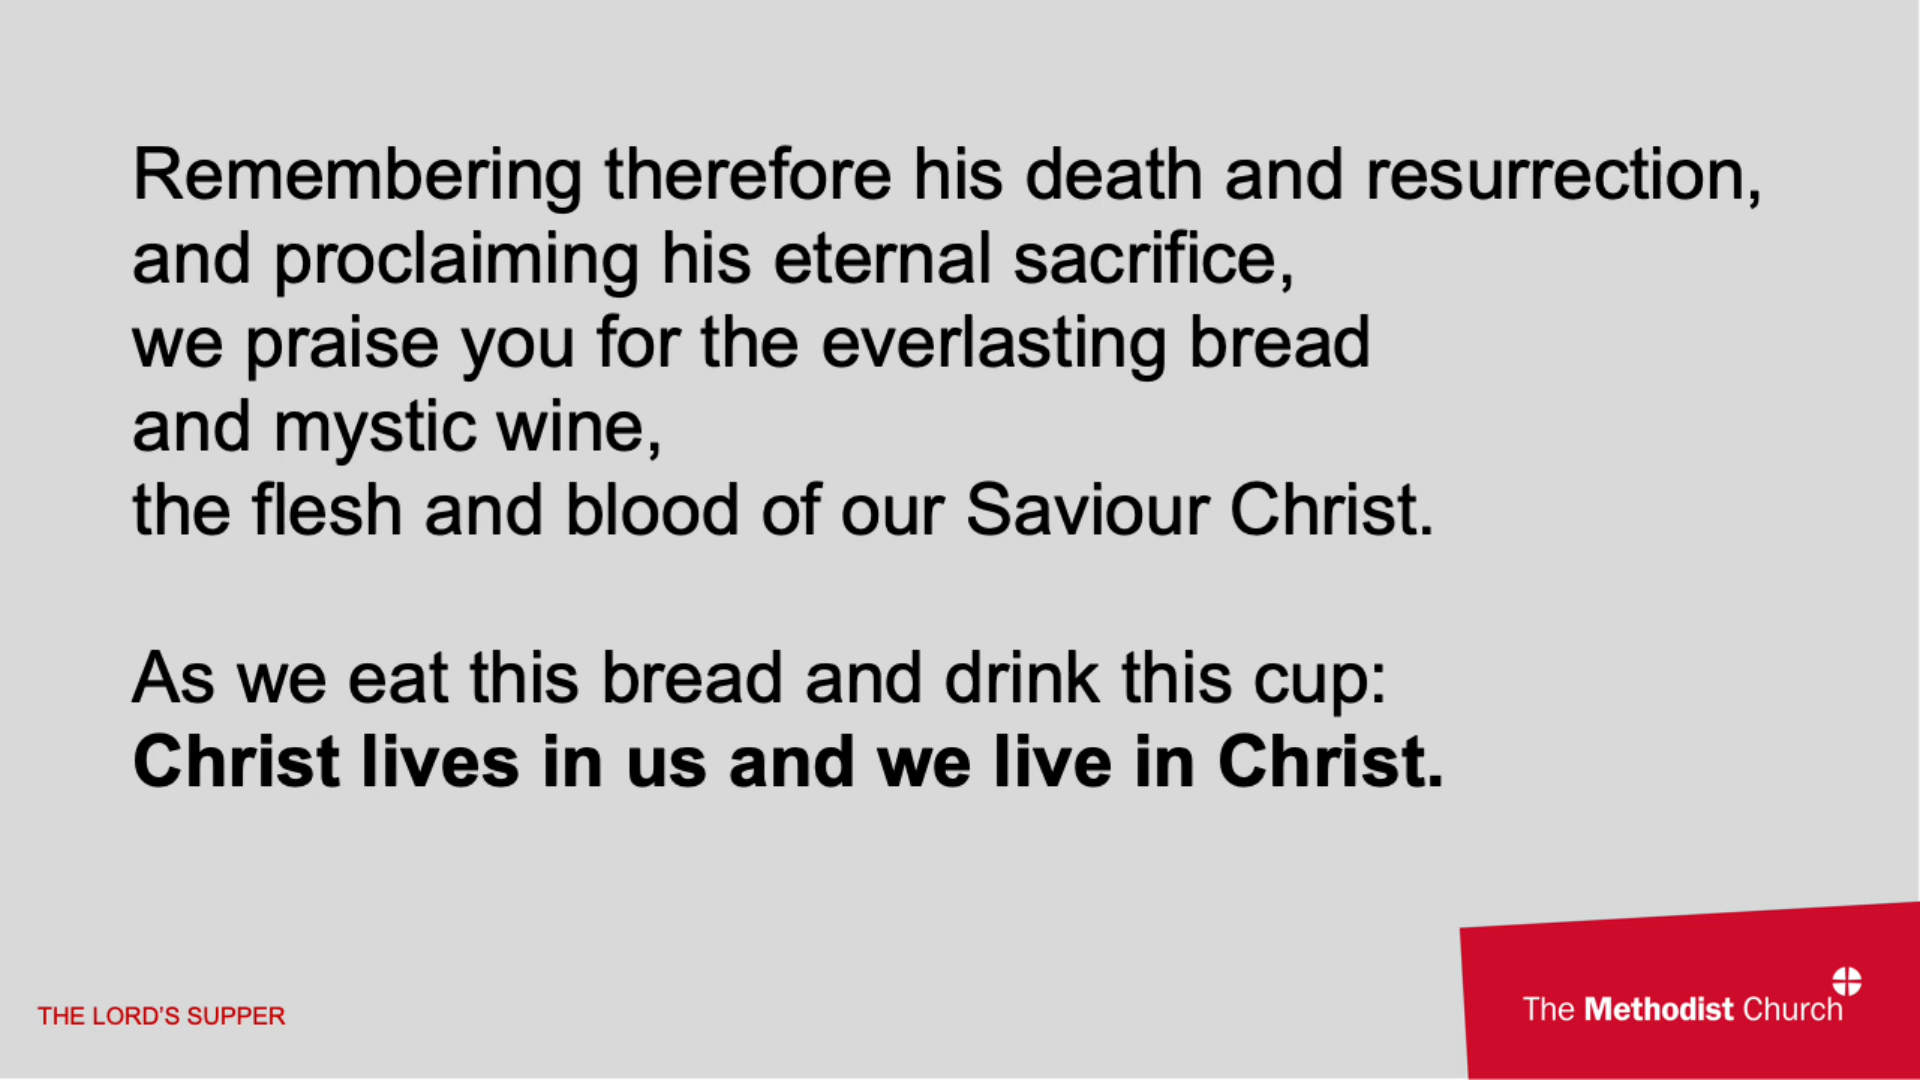 Remembering therefore his death and resurrection,
and proclaiming his eternal sacrifice,
we praise you for the everlasting bread
and mystic wine,
the flesh and blood of our Saviour Christ.
As we eat this bread and drink this cup:
Christ lives in us and we live in Christ.
THE LORD’S SUPPER
The Methodist Church